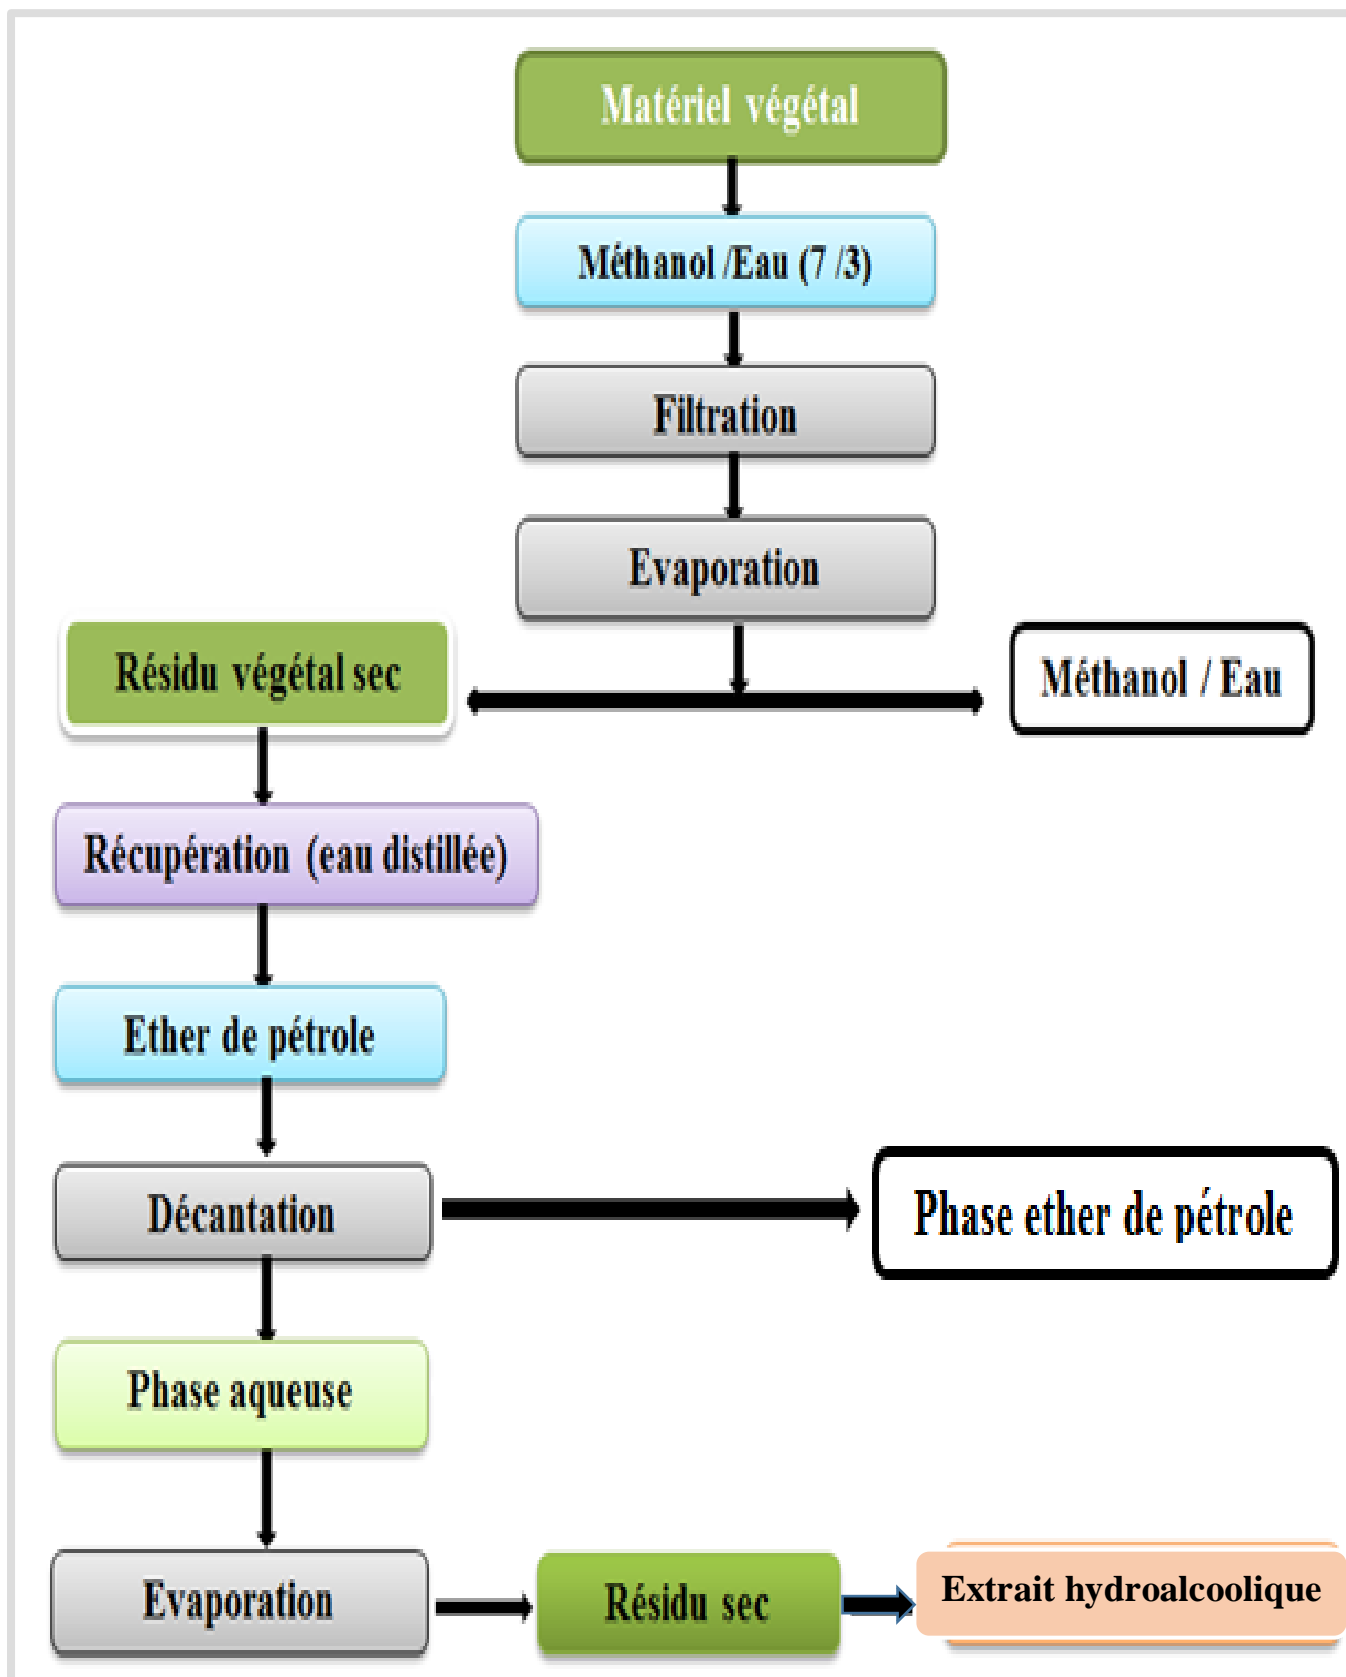 Matériel végétal
Méthanol /Eau (7 /3)
Filtration
Evaporation
Résidu végétal sec
Méthanol / Eau
Récupération (eau distillée)
Ether de pétrole
Décantation
Phase ether de pétrole
Phase aqueuse
Evaporation
Résidu sec
Extrait hydroalcoolique